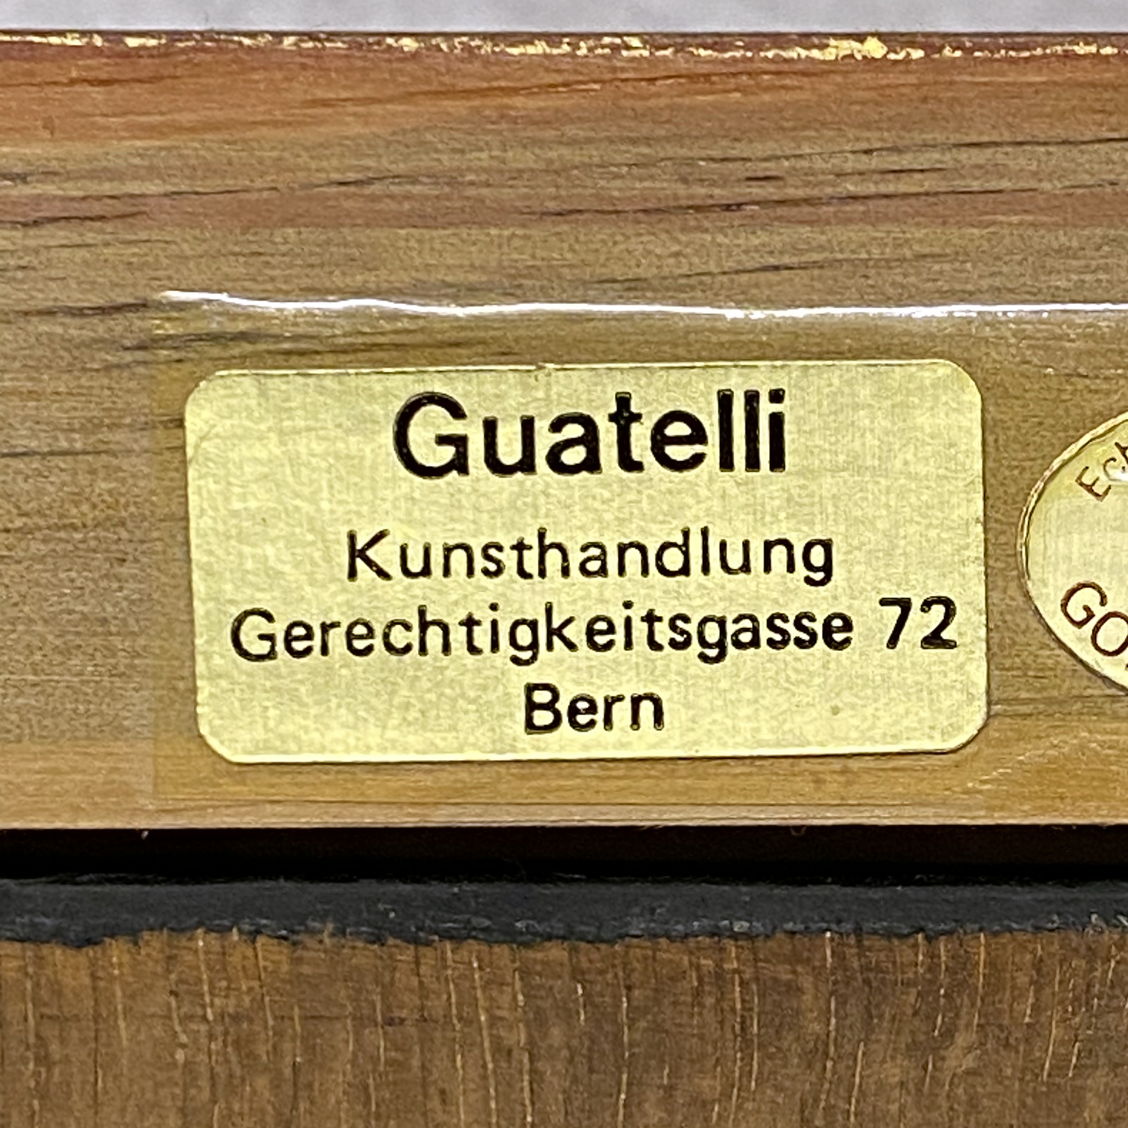 Guatelli
Kunsthandlung
Gerechtigkeitsgasse 72
Bern